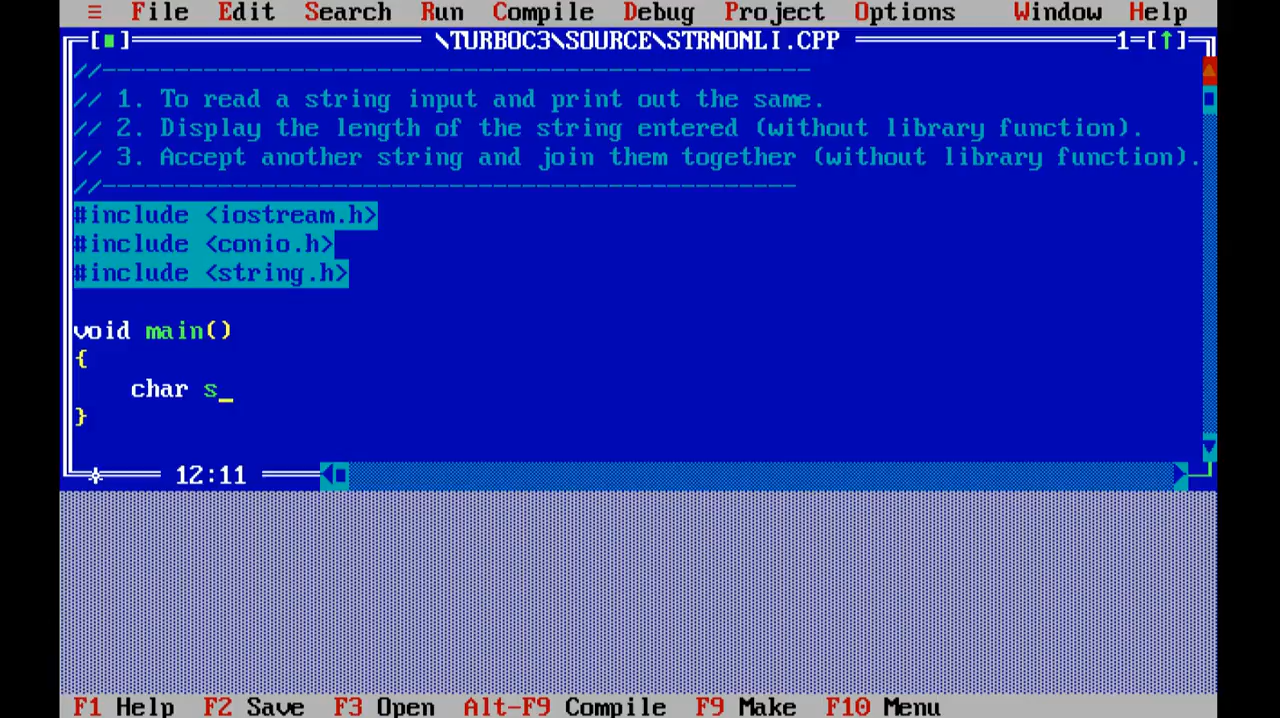 ≡ File Edit Search Run Compile Debug Project Options Window Help
[■] \TURBOC3\SOURCE\STRNONLI.CPP 1=[↑]
//-------------------------------------------------
// 1. To read a string input and print out the same.
// 2. Display the length of the string entered (without library function).
// 3. Accept another string and join them together (without library function).
//------------------------------------------------
#include <iostream.h>
#include <conio.h>
#include <string.h>
void main()
{
char s_
}
12:11
F1 Help F2 Save F3 Open Alt-F9 Compile F9 Make F10 Menu